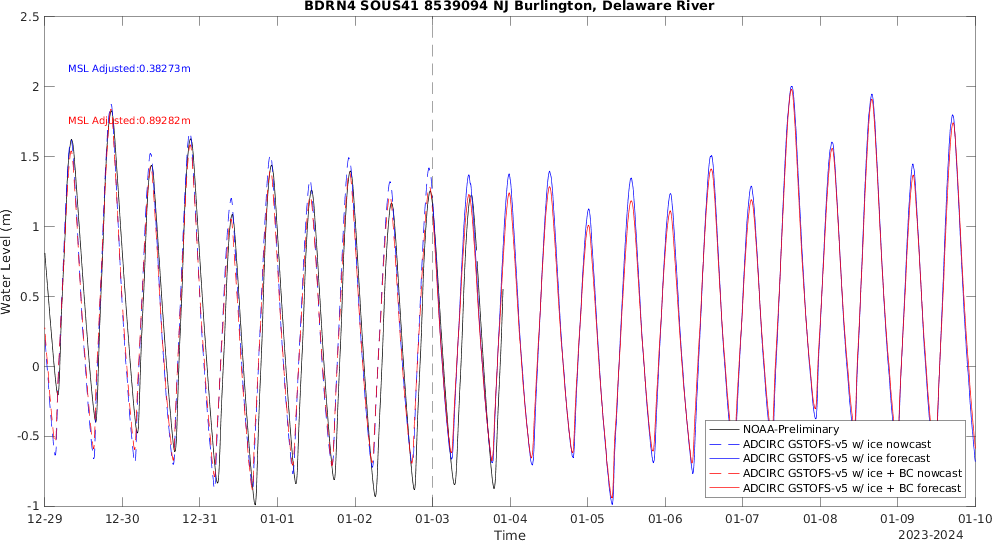 BDRN4 SOUS41 8539094 NJ Burlington, Delaware River
2.5
2
1.5
1
0.5
0
-0.5
-1
Water Level (m)
MSL Adjusted:0.38273m
MSL Adjusted:0.89282m
NOAA-Preliminary
ADCIRC GSTOFS-v5 w/ ice nowcast
ADCIRC GSTOFS-v5 w/ ice forecast
ADCIRC GSTOFS-v5 w/ ice + BC nowcast
ADCIRC GSTOFS-v5 w/ ice + BC forecast
12-29 12-30 12-31 01-01 01-02 01-03 01-04 01-05 01-06 01-07 01-08 01-09 01-10
Time
2023-2024